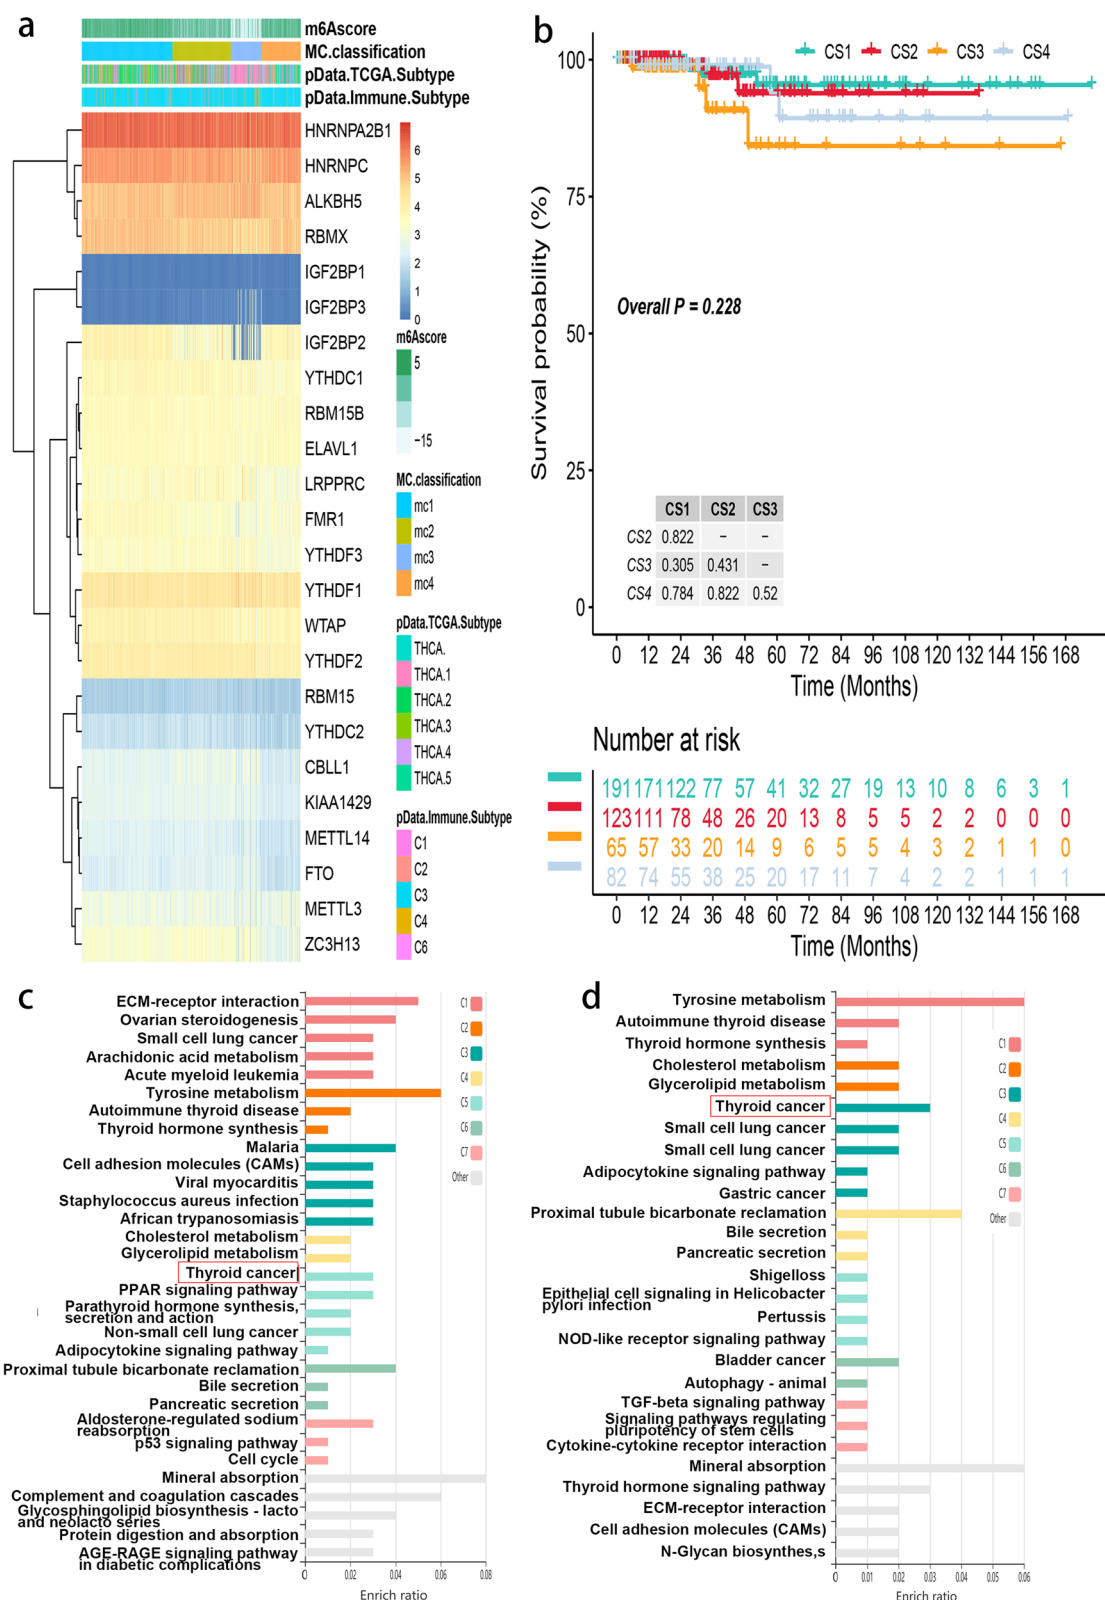 a
m6Ascore
MC.classification
pData.TCGA.Subtype
pData.Immune.Subtype
HNRNPA2B1
HNRNPC
ALKBH5
RBMX
IGF2BP1
IGF2BP3
IGF2BP2
YTHDC1
RBM15B
ELAVL1
LRPPRC
FMR1
YTHDF3
YTHDF1
WTAP
YTHDF2
RBM15
YTHDC2
CBLL1
KIAA1429
METTL14
FTO
METTL3
ZC3H13
6
5
4
3
2
1
0
m6Ascore
5
−15
MC.classification
mc1
mc2
mc3
mc4
pData.TCGA.Subtype
THCA.
THCA.1
THCA.2
THCA.3
THCA.4
THCA.5
pData.Immune.Subtype
C1
C2
C3
C4
C6
b
CS1 CS2 CS3 CS4
Survival probability (%)
100
75
50
25
0
Overall P = 0.228
CS1 CS2 CS3
CS2 0.822 − −
CS3 0.305 0.431 −
CS4 0.784 0.822 0.52
0 12 24 36 48 60 72 84 96 108 120 132 144 156 168
Time (Months)
Number at risk
191 171 122 77 57 41 32 27 19 13 10 8 6 3 1
123 111 78 48 26 20 13 8 5 5 2 2 0 0 0
65 57 33 20 14 9 6 5 5 4 3 2 1 1 0
82 74 55 38 25 20 17 11 7 4 2 2 1 1 1
0 12 24 36 48 60 72 84 96 108 120 132 144 156 168
Time (Months)
c
ECM-receptor interaction
Ovarian steroidogenesis
Small cell lung cancer
Arachidonic acid metabolism
Acute myeloid leukemia
Tyrosine metabolism
Autoimmune thyroid disease
Thyroid hormone synthesis
Malaria
Cell adhesion molecules (CAMs)
Viral myocarditis
Staphylococcus aureus infection
African trypanosomiasis
Cholesterol metabolism
Glycerolipid metabolism
Thyroid cancer
PPAR signaling pathway
Parathyroid hormone synthesis,
secretion and action
Non-small cell lung cancer
Adipocytokine signaling pathway
Proximal tubule bicarbonate reclamation
Bile secretion
Pancreatic secretion
Aldosterone-regulated sodium
reabsorption
p53 signaling pathway
Cell cycle
Mineral absorption
Complement and coagulation cascades
Glycosphingolipid biosynthesis - lacto
and neolacto series
Protein digestion and absorption
AGE-RAGE signaling pathway
in diabetic complications
0 0.02 0.04 0.06 0.08
Enrich ratio
C1
C2
C3
C4
C5
C6
C7
Other
d
Tyrosine metabolism
Autoimmune thyroid disease
Thyroid hormone synthesis
Cholesterol metabolism
Glycerolipid metabolism
Thyroid cancer
Small cell lung cancer
Small cell lung cancer
Adipocytokine signaling pathway
Gastric cancer
Proximal tubule bicarbonate reclamation
Bile secretion
Pancreatic secretion
Shigelloss
Epithelial cell signaling in Helicobacter
pylori infection
Pertussis
NOD-like receptor signaling pathway
Bladder cancer
Autophagy - animal
TGF-beta signaling pathway
Signaling pathways regulating
pluripotency of stem cells
Cytokine-cytokine receptor interaction
Mineral absorption
Thyroid hormone signaling pathway
ECM-receptor interaction
Cell adhesion molecules (CAMs)
N-Glycan biosynthes,s
0 0.01 0.02 0.03 0.04 0.05 0.06
Enrich ratio
C1
C2
C3
C4
C5
C6
C7
Other